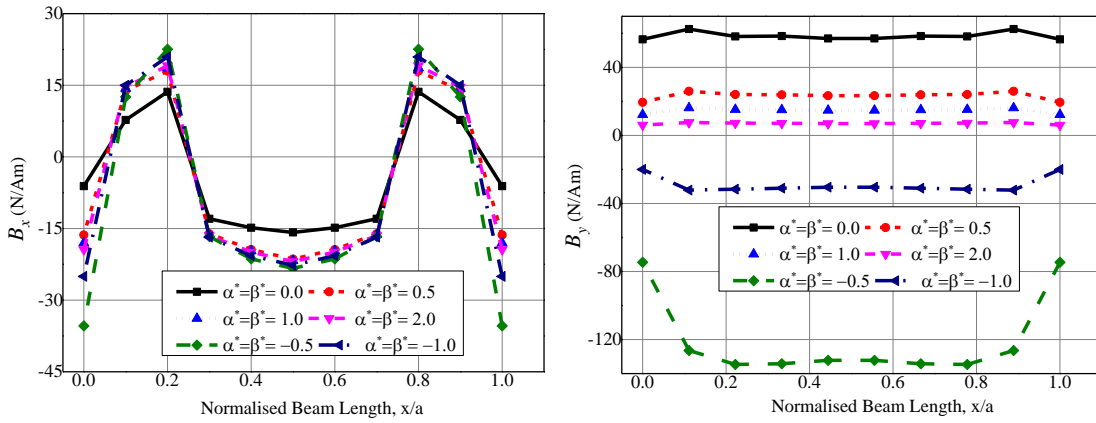 30
15
0
-15
-30
-45
B_x (N/Am)
α*=β*= 0.0 α*=β*= 0.5
α*=β*= 1.0 α*=β*= 2.0
α*=β*= −0.5 α*=β*= −1.0
0.0 0.2 0.4 0.6 0.8 1.0
Normalised Beam Length, x/a
40
0
-40
-80
-120
B_y (N/Am)
α*=β*= 0.0 α*=β*= 0.5
α*=β*= 1.0 α*=β*= 2.0
α*=β*= −0.5 α*=β*= −1.0
0.0 0.2 0.4 0.6 0.8 1.0
Normalised Beam Length, x/a